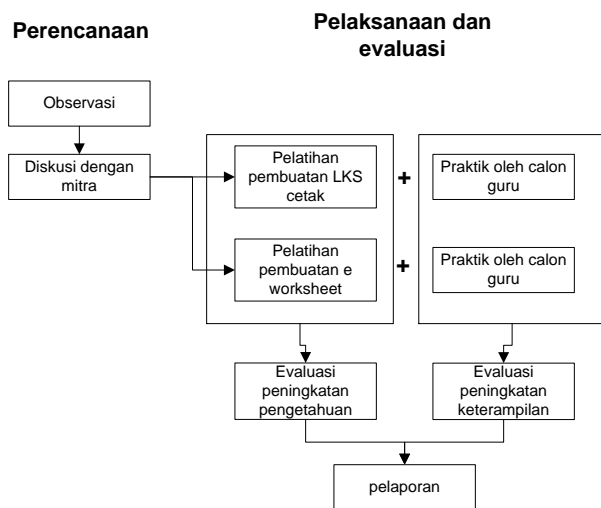 Perencanaan
Pelaksanaan dan
evaluasi
Observasi
Diskusi dengan
mitra
Pelatihan
pembuatan LKS
cetak
+
Praktik oleh calon
guru
Pelatihan
pembuatan e
worksheet
+
Praktik oleh calon
guru
Evaluasi
peningkatan
pengetahuan
Evaluasi
peningkatan
keterampilan
pelaporan